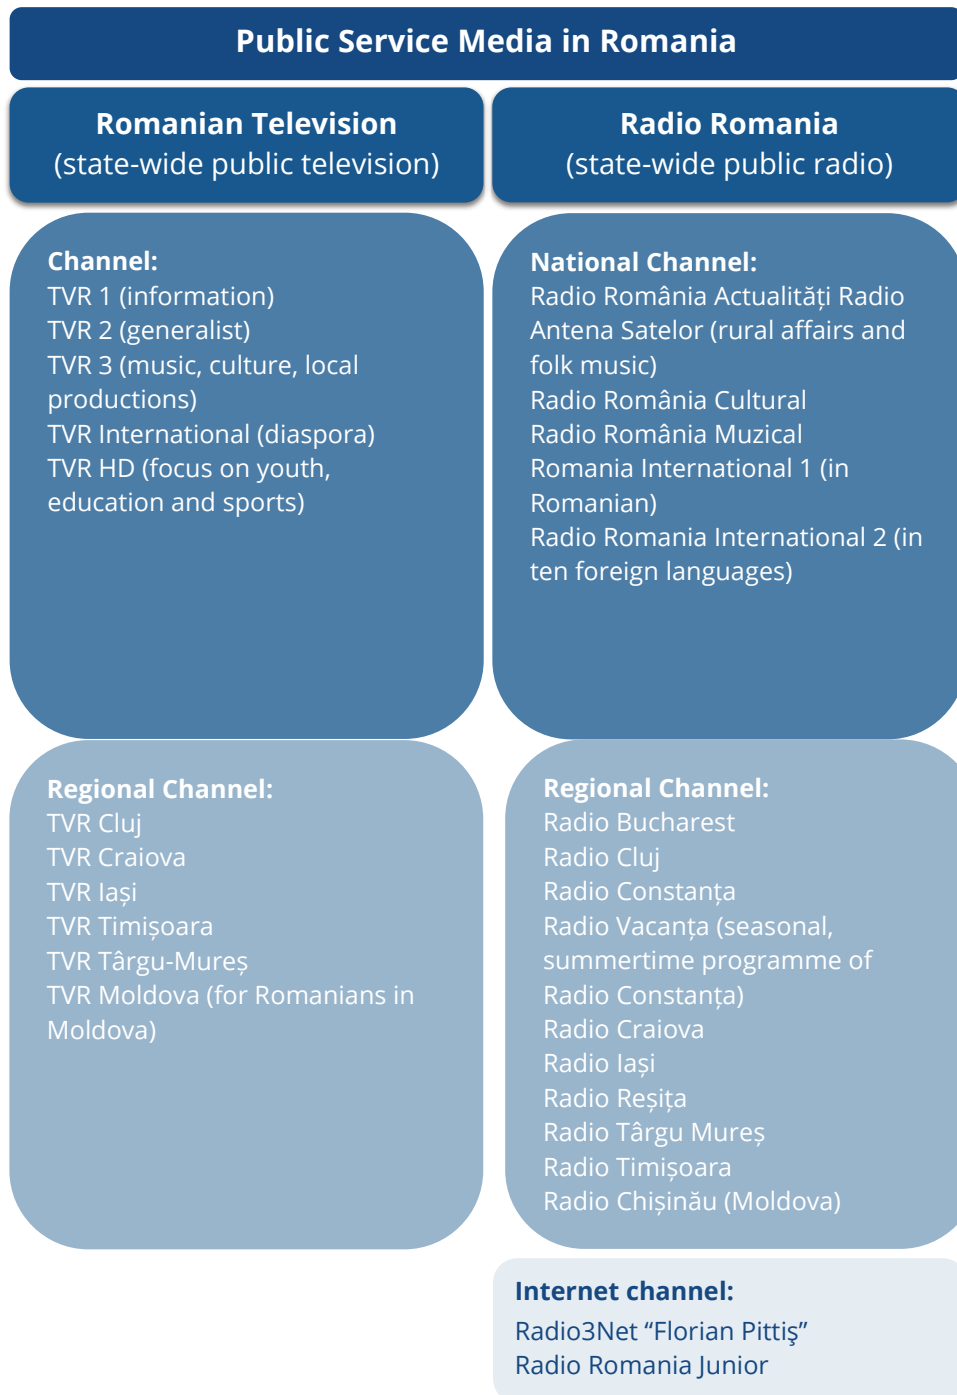 Public Service Media in Romania
Romanian Television
(state-wide public television)
Radio Romania
(state-wide public radio)
Channel:
TVR 1 (information)
TVR 2 (generalist)
TVR 3 (music, culture, local
productions)
TVR International (diaspora)
TVR HD (focus on youth,
education and sports)
National Channel:
Radio România Actualități Radio
Antena Satelor (rural affairs and
folk music)
Radio România Cultural
Radio România Muzical
Romania International 1 (in
Romanian)
Radio Romania International 2 (in
ten foreign languages)
Regional Channel:
TVR Cluj
TVR Craiova
TVR Iași
TVR Timișoara
TVR Târgu-Mureș
TVR Moldova (for Romanians in
Moldova)
Regional Channel:
Radio Bucharest
Radio Cluj
Radio Constanța
Radio Vacanța (seasonal,
summertime programme of
Radio Constanța)
Radio Craiova
Radio Iași
Radio Reșița
Radio Târgu Mureș
Radio Timișoara
Radio Chișinău (Moldova)
Internet channel:
Radio3Net “Florian Pittiş”
Radio Romania Junior